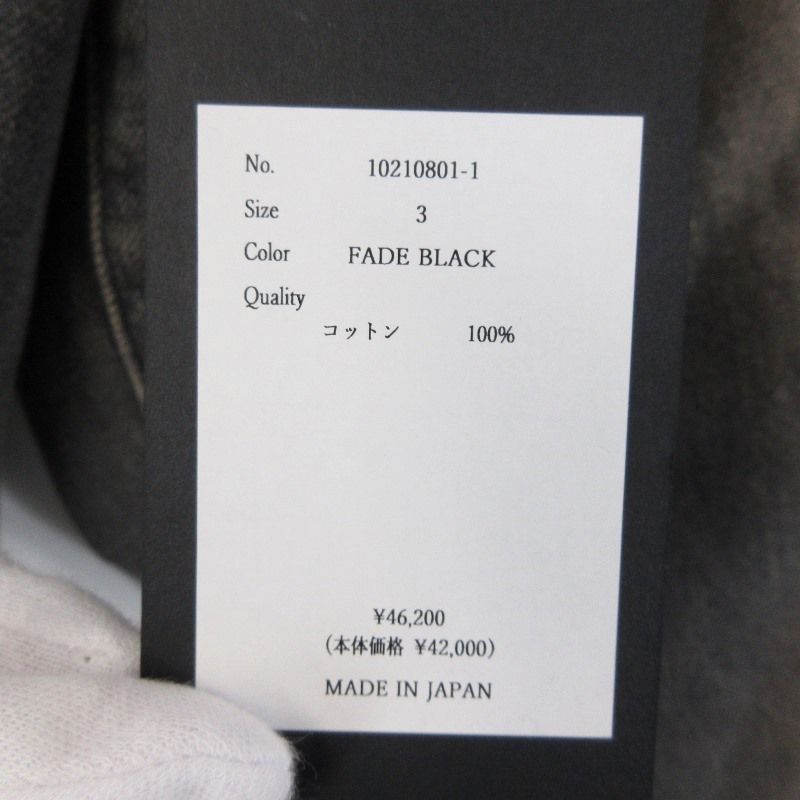 No. 10210801-1
Size 3
Color FADE BLACK
Quality
コットン 100%
¥46,200
(本体価格 ¥42,000)
MADE IN JAPAN